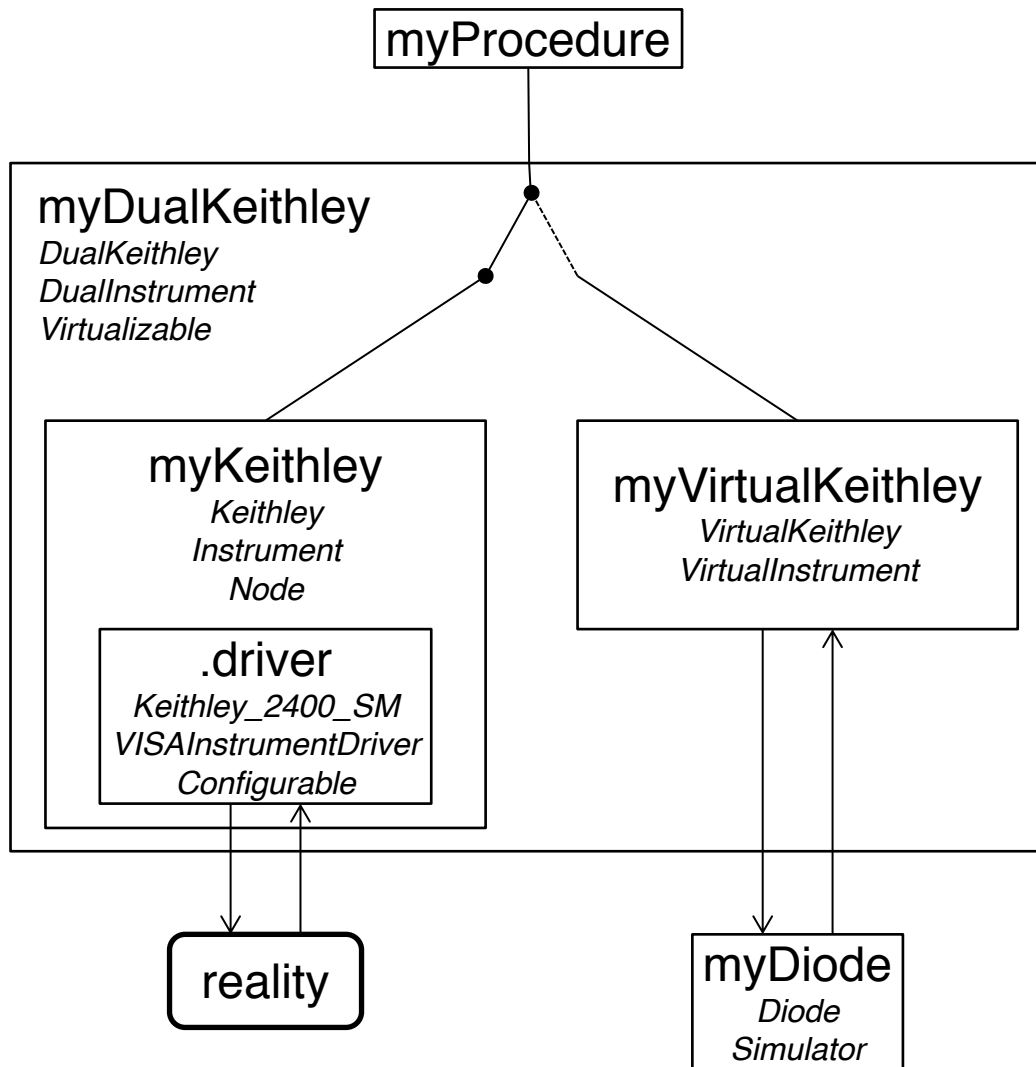 myProcedure
myDualKeithley
DualKeithley
DualInstrument
Virtualizable
myKeithley
Keithley
Instrument
Node
.driver
Keithley_2400_SM
VISAInstrumentDriver
Configurable
myVirtualKeithley
VirtualKeithley
VirtualInstrument
reality
myDiode
Diode
Simulator